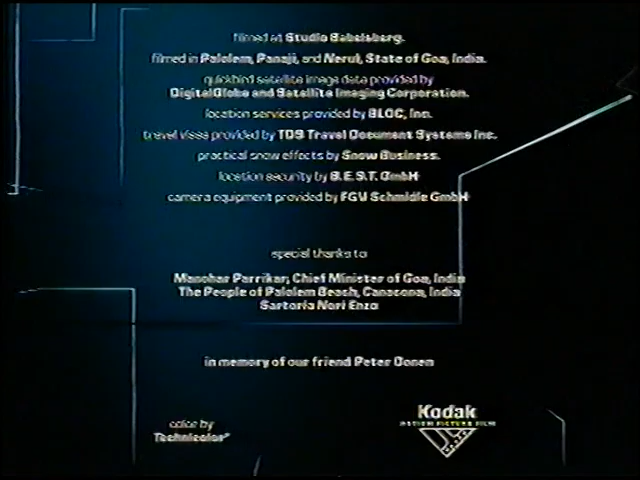 filmed at Studio Babelsberg.
filmed in Palolem, Panaji, and Nerul, State of Goa, India.
quickbird satellite image data provided by
DigitalGlobe and Satellite Imaging Corporation.
location services provided by BLOC, Inc.
travel visas provided by TDS Travel Document Systems Inc.
practical snow effects by Snow Business.
location security by B.E.S.T. GmbH
camera equipment provided by FGV Schmidle GmbH
special thanks to
Manohar Parrikar, Chief Minister of Goa, India
The People of Palolem Beach, Canacona, India
Sartoria Nori Enzo
in memory of our friend Peter Donen
color by
Technicolor®
Kodak
MOTION PICTURE FILM